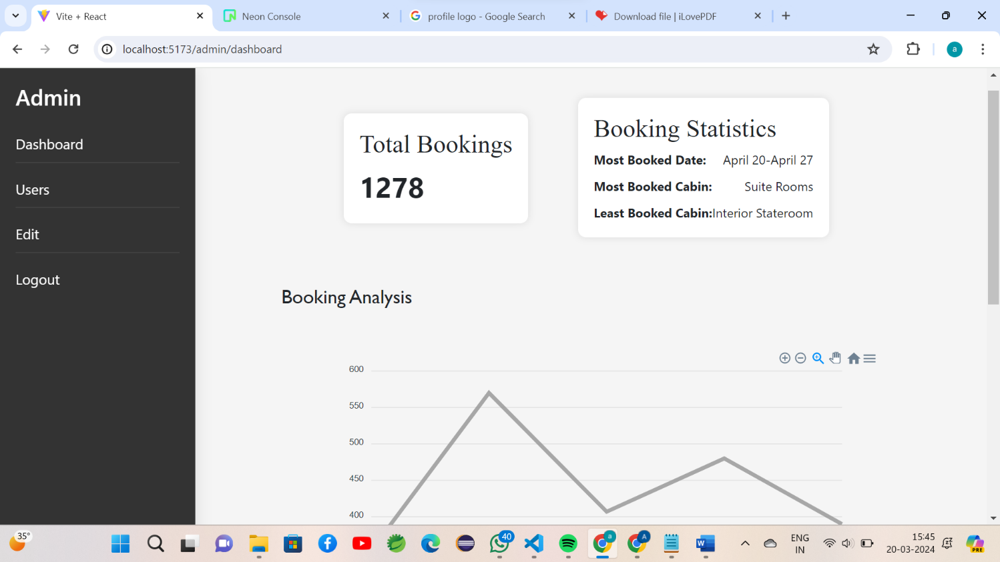 Vite + React
Neon Console
profile logo - Google Search
Download file | iLovePDF
localhost:5173/admin/dashboard
a
Admin
Dashboard
Users
Edit
Logout
Total Bookings
1278
Booking Statistics
Most Booked Date: April 20-April 27
Most Booked Cabin: Suite Rooms
Least Booked Cabin:Interior Stateroom
Booking Analysis
600
550
500
450
400
35°
40
a
A
ENG
IN
15:45
20-03-2024
PRE